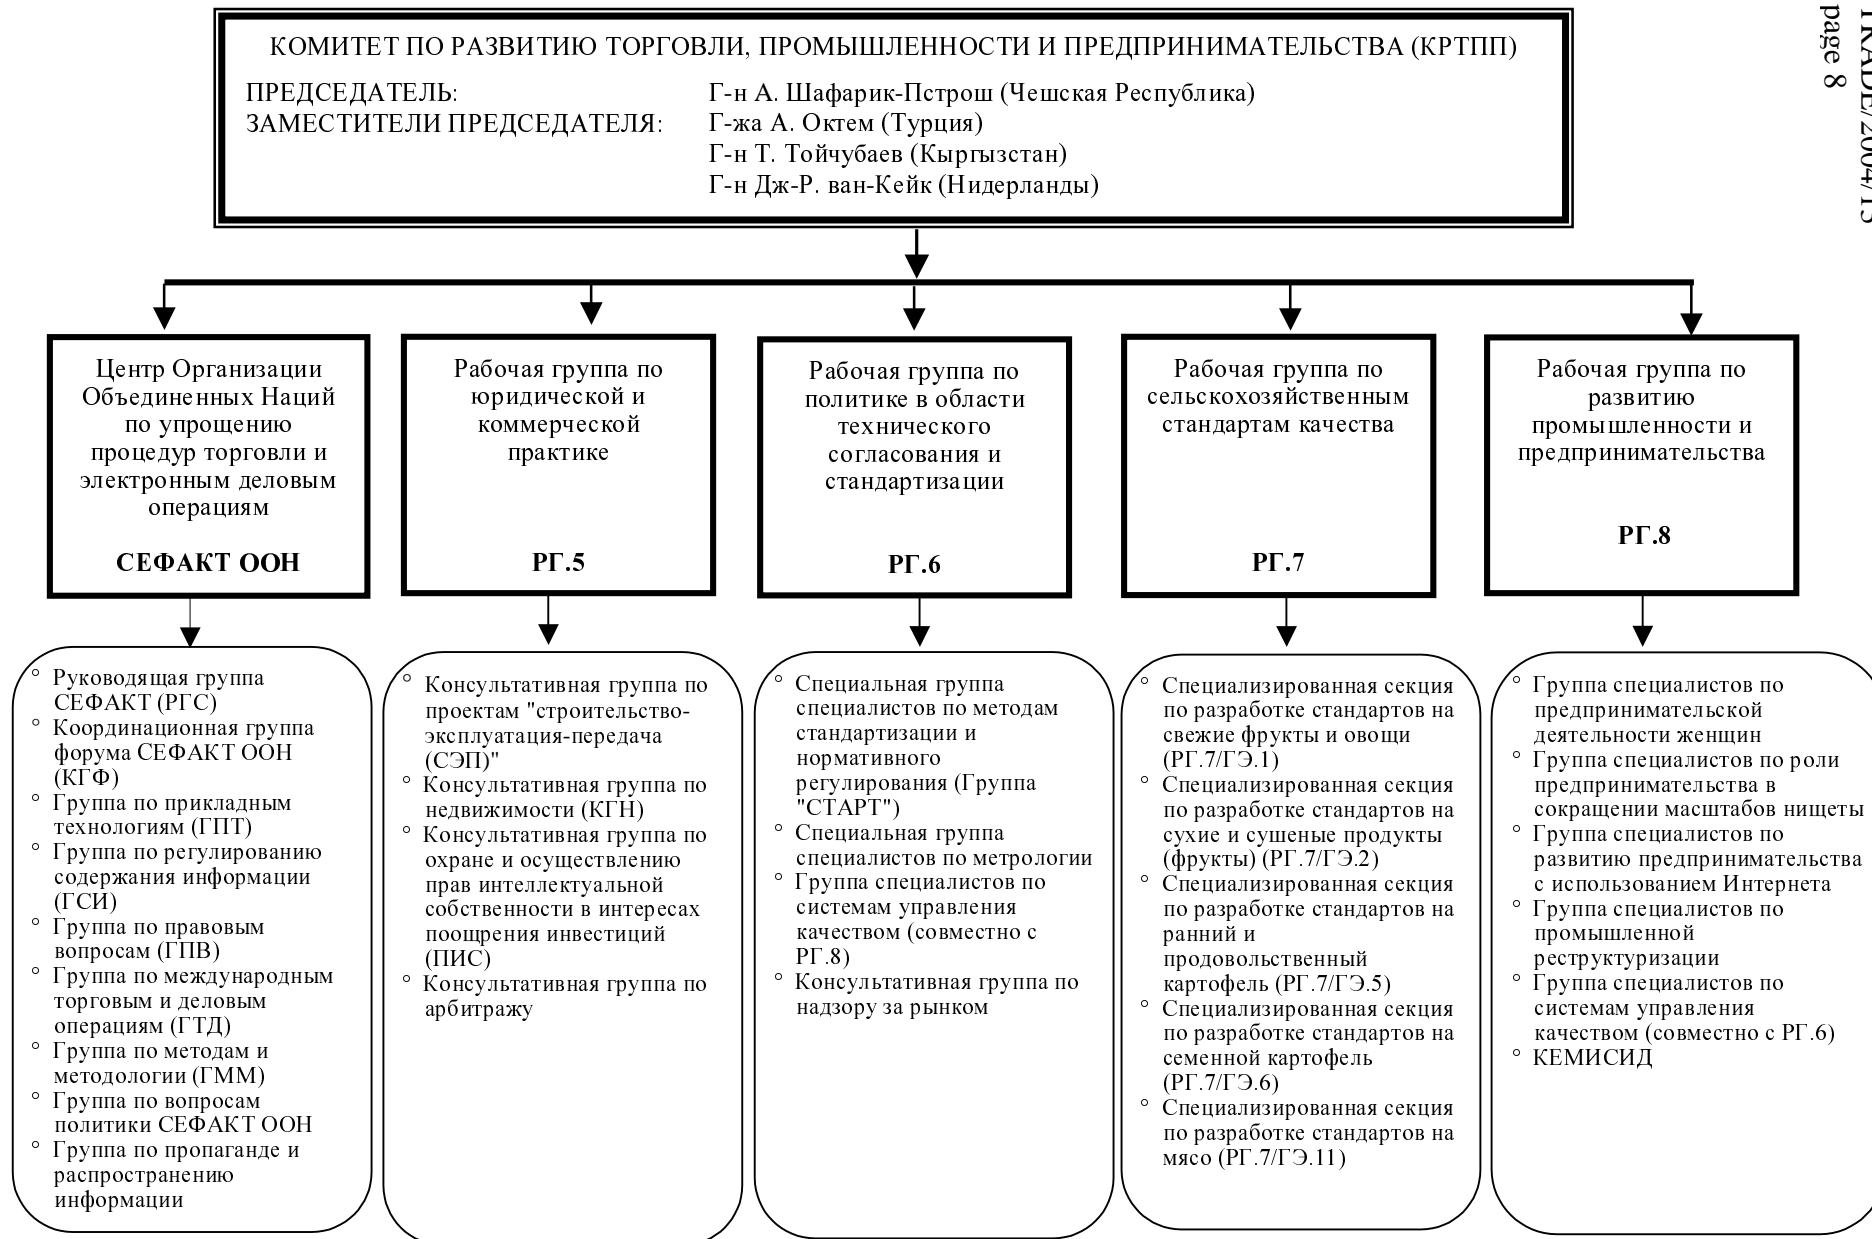 TRADE/2004/15
page 8
КОМИТЕТ ПО РАЗВИТИЮ ТОРГОВЛИ, ПРОМЫШЛЕННОСТИ И ПРЕДПРИНИМАТЕЛЬСТВА (КРТПП)
ПРЕДСЕДАТЕЛЬ: Г-н А. Шафарик-Пстрош (Чешская Республика)
ЗАМЕСТИТЕЛИ ПРЕДСЕДАТЕЛЯ: Г-жа А. Октем (Турция)
Г-н Т. Тойчубаев (Кыргызстан)
Г-н Дж-Р. ван-Кейк (Нидерланды)
Центр Организации
Объединенных Наций
по упрощению
процедур торговли и
электронным деловым
операциям
СЕФАКТ ООН
Рабочая группа по
юридической и
коммерческой
практике
РГ.5
Рабочая группа по
политике в области
технического
согласования и
стандартизации
РГ.6
Рабочая группа по
сельскохозяйственным
стандартам качества
РГ.7
Рабочая группа по
развитию
промышленности и
предпринимательства
РГ.8
° Руководящая группа
СЕФАКТ (РГС)
° Координационная группа
форума СЕФАКТ ООН
(КГФ)
° Группа по прикладным
технологиям (ГПТ)
° Группа по регулированию
содержания информации
(ГСИ)
° Группа по правовым
вопросам (ГПВ)
° Группа по международным
торговым и деловым
операциям (ГТД)
° Группа по методам и
методологии (ГММ)
° Группа по вопросам
политики СЕФАКТ ООН
° Группа по пропаганде и
распространению
информации
° Консультативная группа по
проектам "строительство-
эксплуатация-передача
(СЭП)"
° Консультативная группа по
недвижимости (КГН)
° Консультативная группа по
охране и осуществлению
прав интеллектуальной
собственности в интересах
поощрения инвестиций
(ПИС)
° Консультативная группа по
арбитражу
° Специальная группа
специалистов по методам
стандартизации и
нормативного
регулирования (Группа
"СТАРТ")
° Специальная группа
специалистов по метрологии
° Группа специалистов по
системам управления
качеством (совместно с
РГ.8)
° Консультативная группа по
надзору за рынком
° Специализированная секция
по разработке стандартов на
свежие фрукты и овощи
(РГ.7/ГЭ.1)
° Специализированная секция
по разработке стандартов на
сухие и сушеные продукты
(фрукты) (РГ.7/ГЭ.2)
° Специализированная секция
по разработке стандартов на
ранний и
продовольственный
картофель (РГ.7/ГЭ.5)
° Специализированная секция
по разработке стандартов на
семенной картофель
(РГ.7/ГЭ.6)
° Специализированная секция
по разработке стандартов на
мясо (РГ.7/ГЭ.11)
° Группа специалистов по
предпринимательской
деятельности женщин
° Группа специалистов по роли
предпринимательства в
сокращении масштабов нищеты
° Группа специалистов по
развитию предпринимательства
с использованием Интернета
° Группа специалистов по
промышленной
реструктуризации
° Группа специалистов по
системам управления
качеством (совместно с РГ.6)
° КЕМИСИД